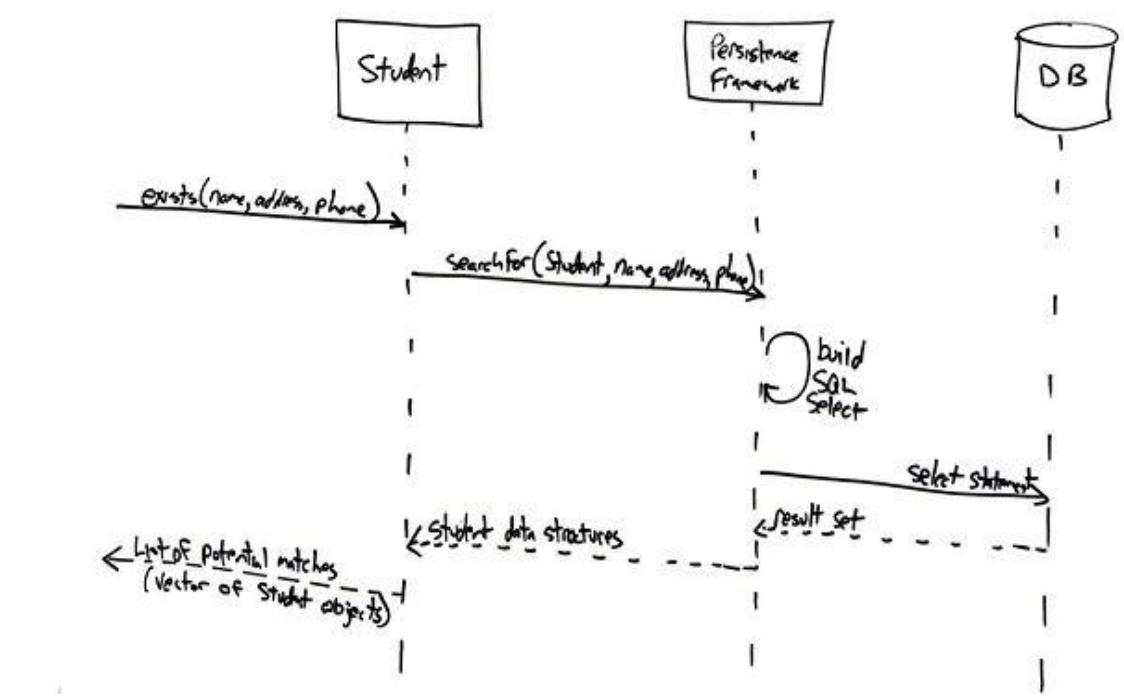 Student
Persistence
Framework
DB
exists(name, address, phone)
searchFor(Student, name, address, phone)
build
SQL
Select
select statement
result set
Student data structures
List of potential matches
(vector of Student objects)